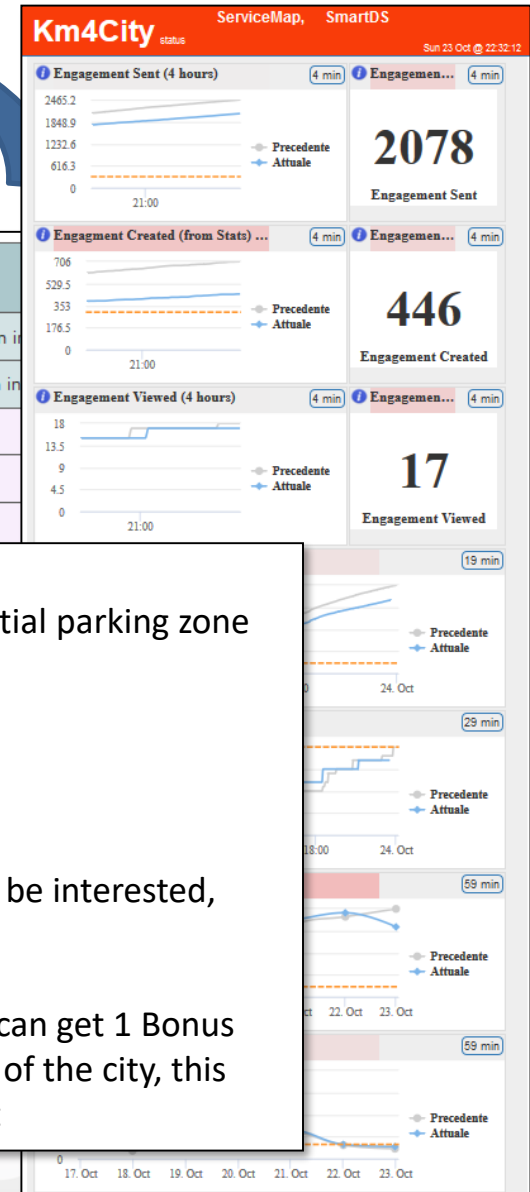 Km4City status
ServiceMap, SmartDS
Sun 23 Oct @ 22:32:12
Engagement Sent (4 hours)
4 min
Engagemen...
4 min
2465.2
1848.9
1232.6
616.3
0
21:00
Precedente
Attuale
2078
Engagement Sent
Engagment Created (from Stats) ...
4 min
Engagemen...
4 min
706
529.5
353
176.5
0
21:00
Precedente
Attuale
446
Engagement Created
Engagement Viewed (4 hours)
4 min
Engagemen...
4 min
18
13.5
9
4.5
0
21:00
Precedente
Attuale
17
Engagement Viewed
in
tial parking zone
be interested,
can get 1 Bonus
of the city, this
19 min
Precedente
Attuale
24. Oct
29 min
Precedente
Attuale
18:00 24. Oct
59 min
Precedente
Attuale
22. Oct 23. Oct
59 min
Precedente
Attuale
0
17. Oct 18. Oct 19. Oct 20. Oct 21. Oct 22. Oct 23. Oct